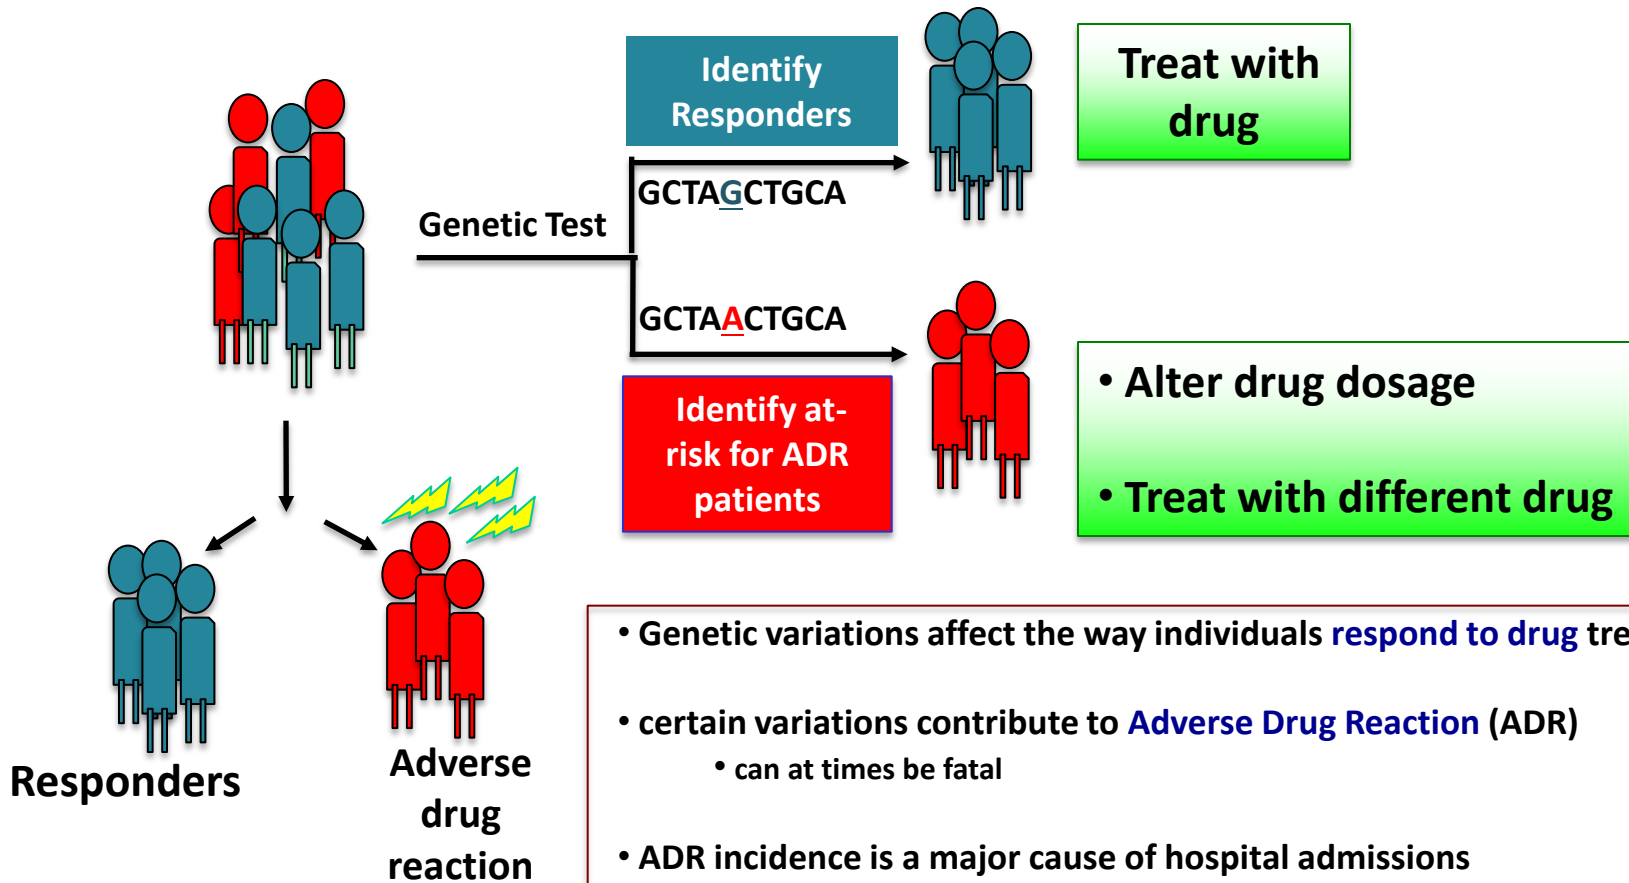 Identify
Responders
Treat with
drug
GCTAGCTGCA
Genetic Test
GCTAACTGCA
Identify at-
risk for ADR
patients
• Alter drug dosage
• Treat with different drug
Responders
Adverse
drug
reaction
• Genetic variations affect the way individuals respond to drug tre
• certain variations contribute to Adverse Drug Reaction (ADR)
• can at times be fatal
• ADR incidence is a major cause of hospital admissions